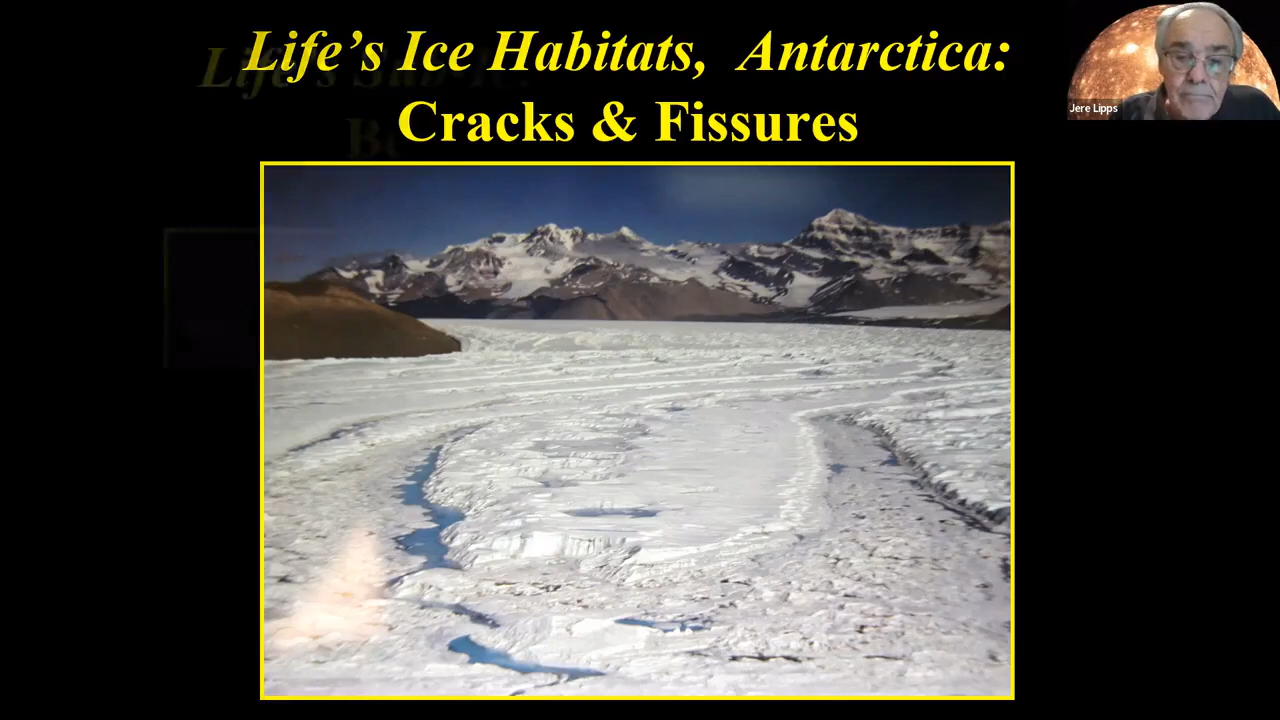 Life’s Ice Habitats, Antarctica:
Cracks & Fissures
Jere Lipps